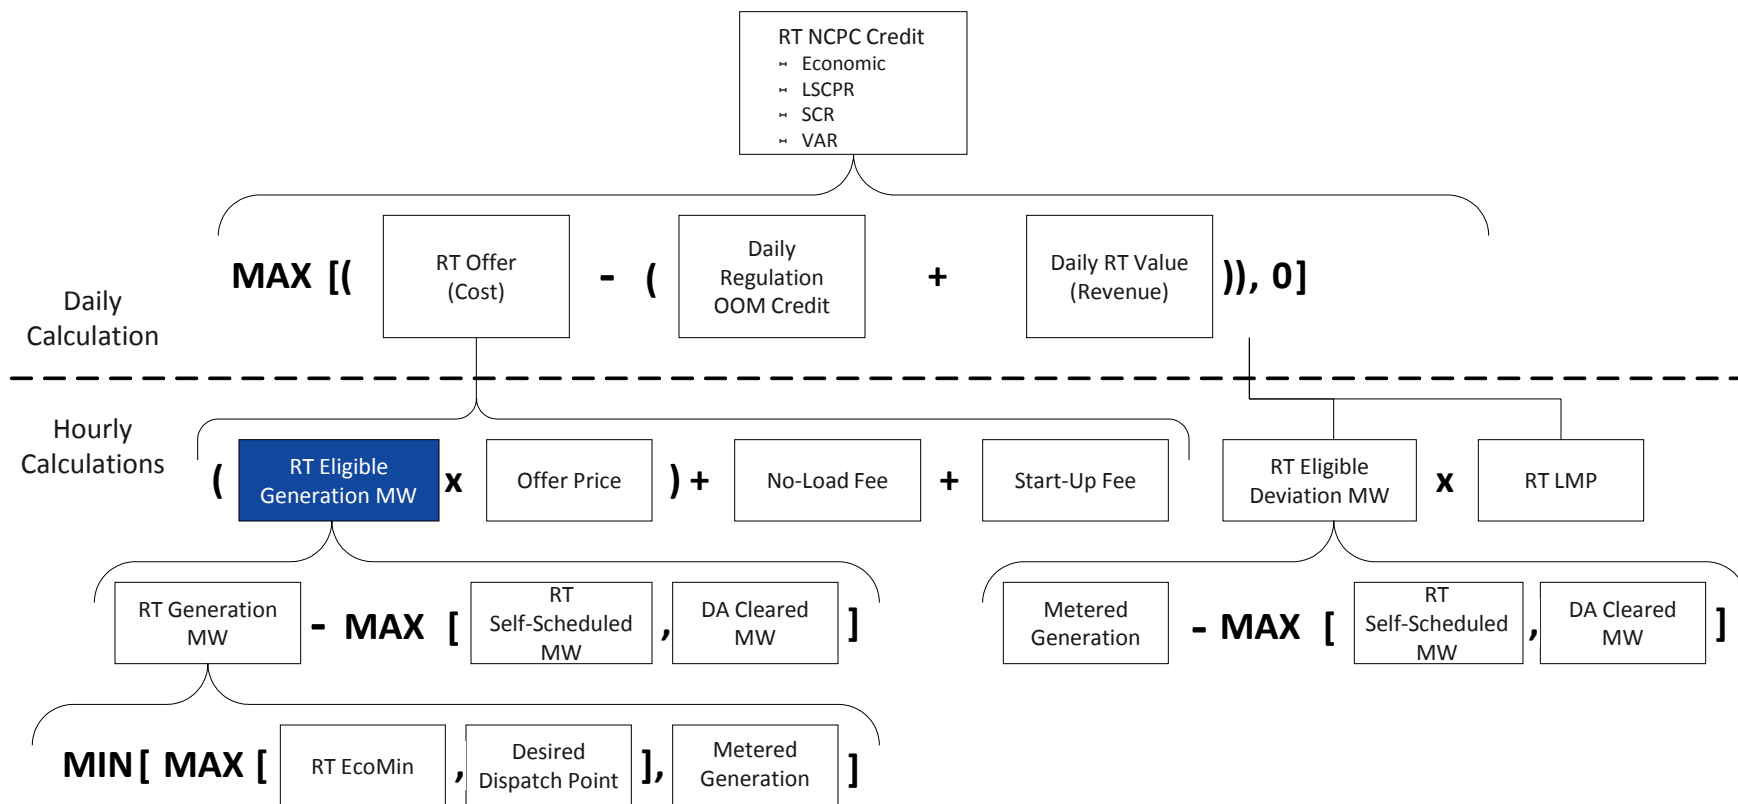 RT NCPC Credit
Economic
LSCPR
SCR
VAR
Daily
Calculation
MAX [( RT Offer
(Cost) - ( Daily
Regulation
OOM Credit + Daily RT Value
(Revenue) )), 0]
Hourly
Calculations
( RT Eligible
Generation MW x Offer Price ) + No-Load Fee + Start-Up Fee
RT Eligible
Deviation MW x RT LMP
RT Generation
MW - MAX [ RT
Self-Scheduled
MW , DA Cleared
MW ]
Metered
Generation - MAX [ RT
Self-Scheduled
MW , DA Cleared
MW ]
MIN[ MAX [ RT EcoMin , Desired
Dispatch Point ], Metered
Generation ]